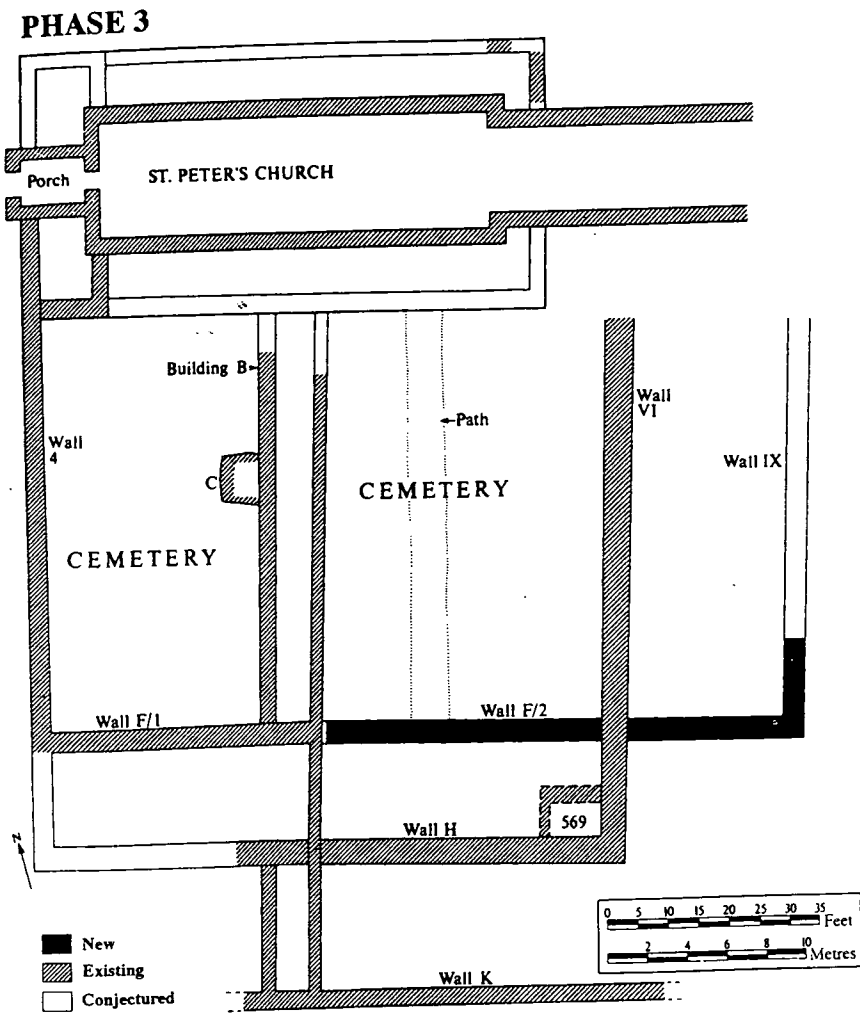 PHASE 3
Porch
ST. PETER'S CHURCH
Building B
Wall
4
Path
Wall
VI
Wall IX
C
CEMETERY
CEMETERY
Wall F/1
Wall F/2
569
Wall H
N
0 5 10 15 20 25 30 35
Feet
2 4 6 8 10
Metres
New
Existing
Conjectured
Wall K